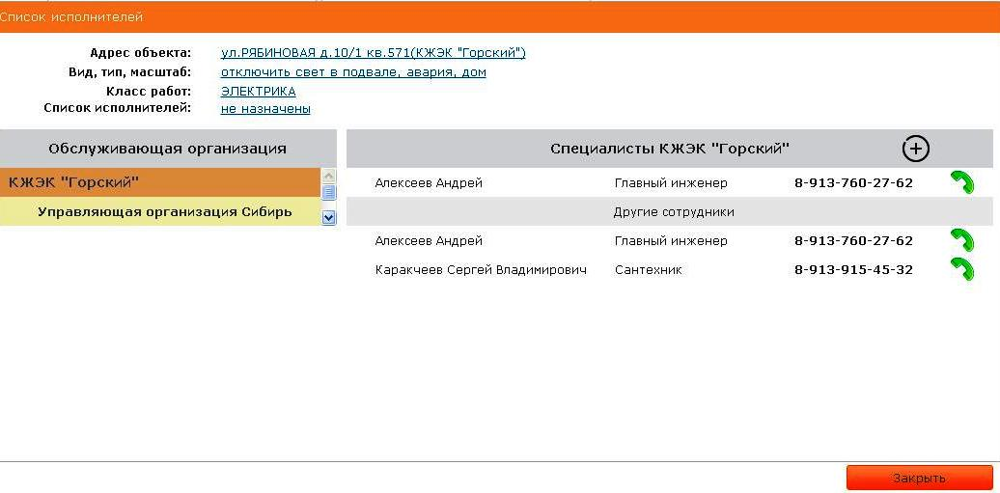 Список исполнителей
Адрес объекта: ул.РЯБИНОВАЯ д.10/1 кв.571(КЖЭК "Горский")
Вид, тип, масштаб: отключить свет в подвале, авария, дом
Класс работ: ЭЛЕКТРИКА
Список исполнителей: не назначены
Обслуживающая организация
КЖЭК "Горский"
Управляющая организация Сибирь
Специалисты КЖЭК "Горский"
Алексеев Андрей Главный инженер 8-913-760-27-62
Другие сотрудники
Алексеев Андрей Главный инженер 8-913-760-27-62
Каракчеев Сергей Владимирович Сантехник 8-913-915-45-32
Закрыть